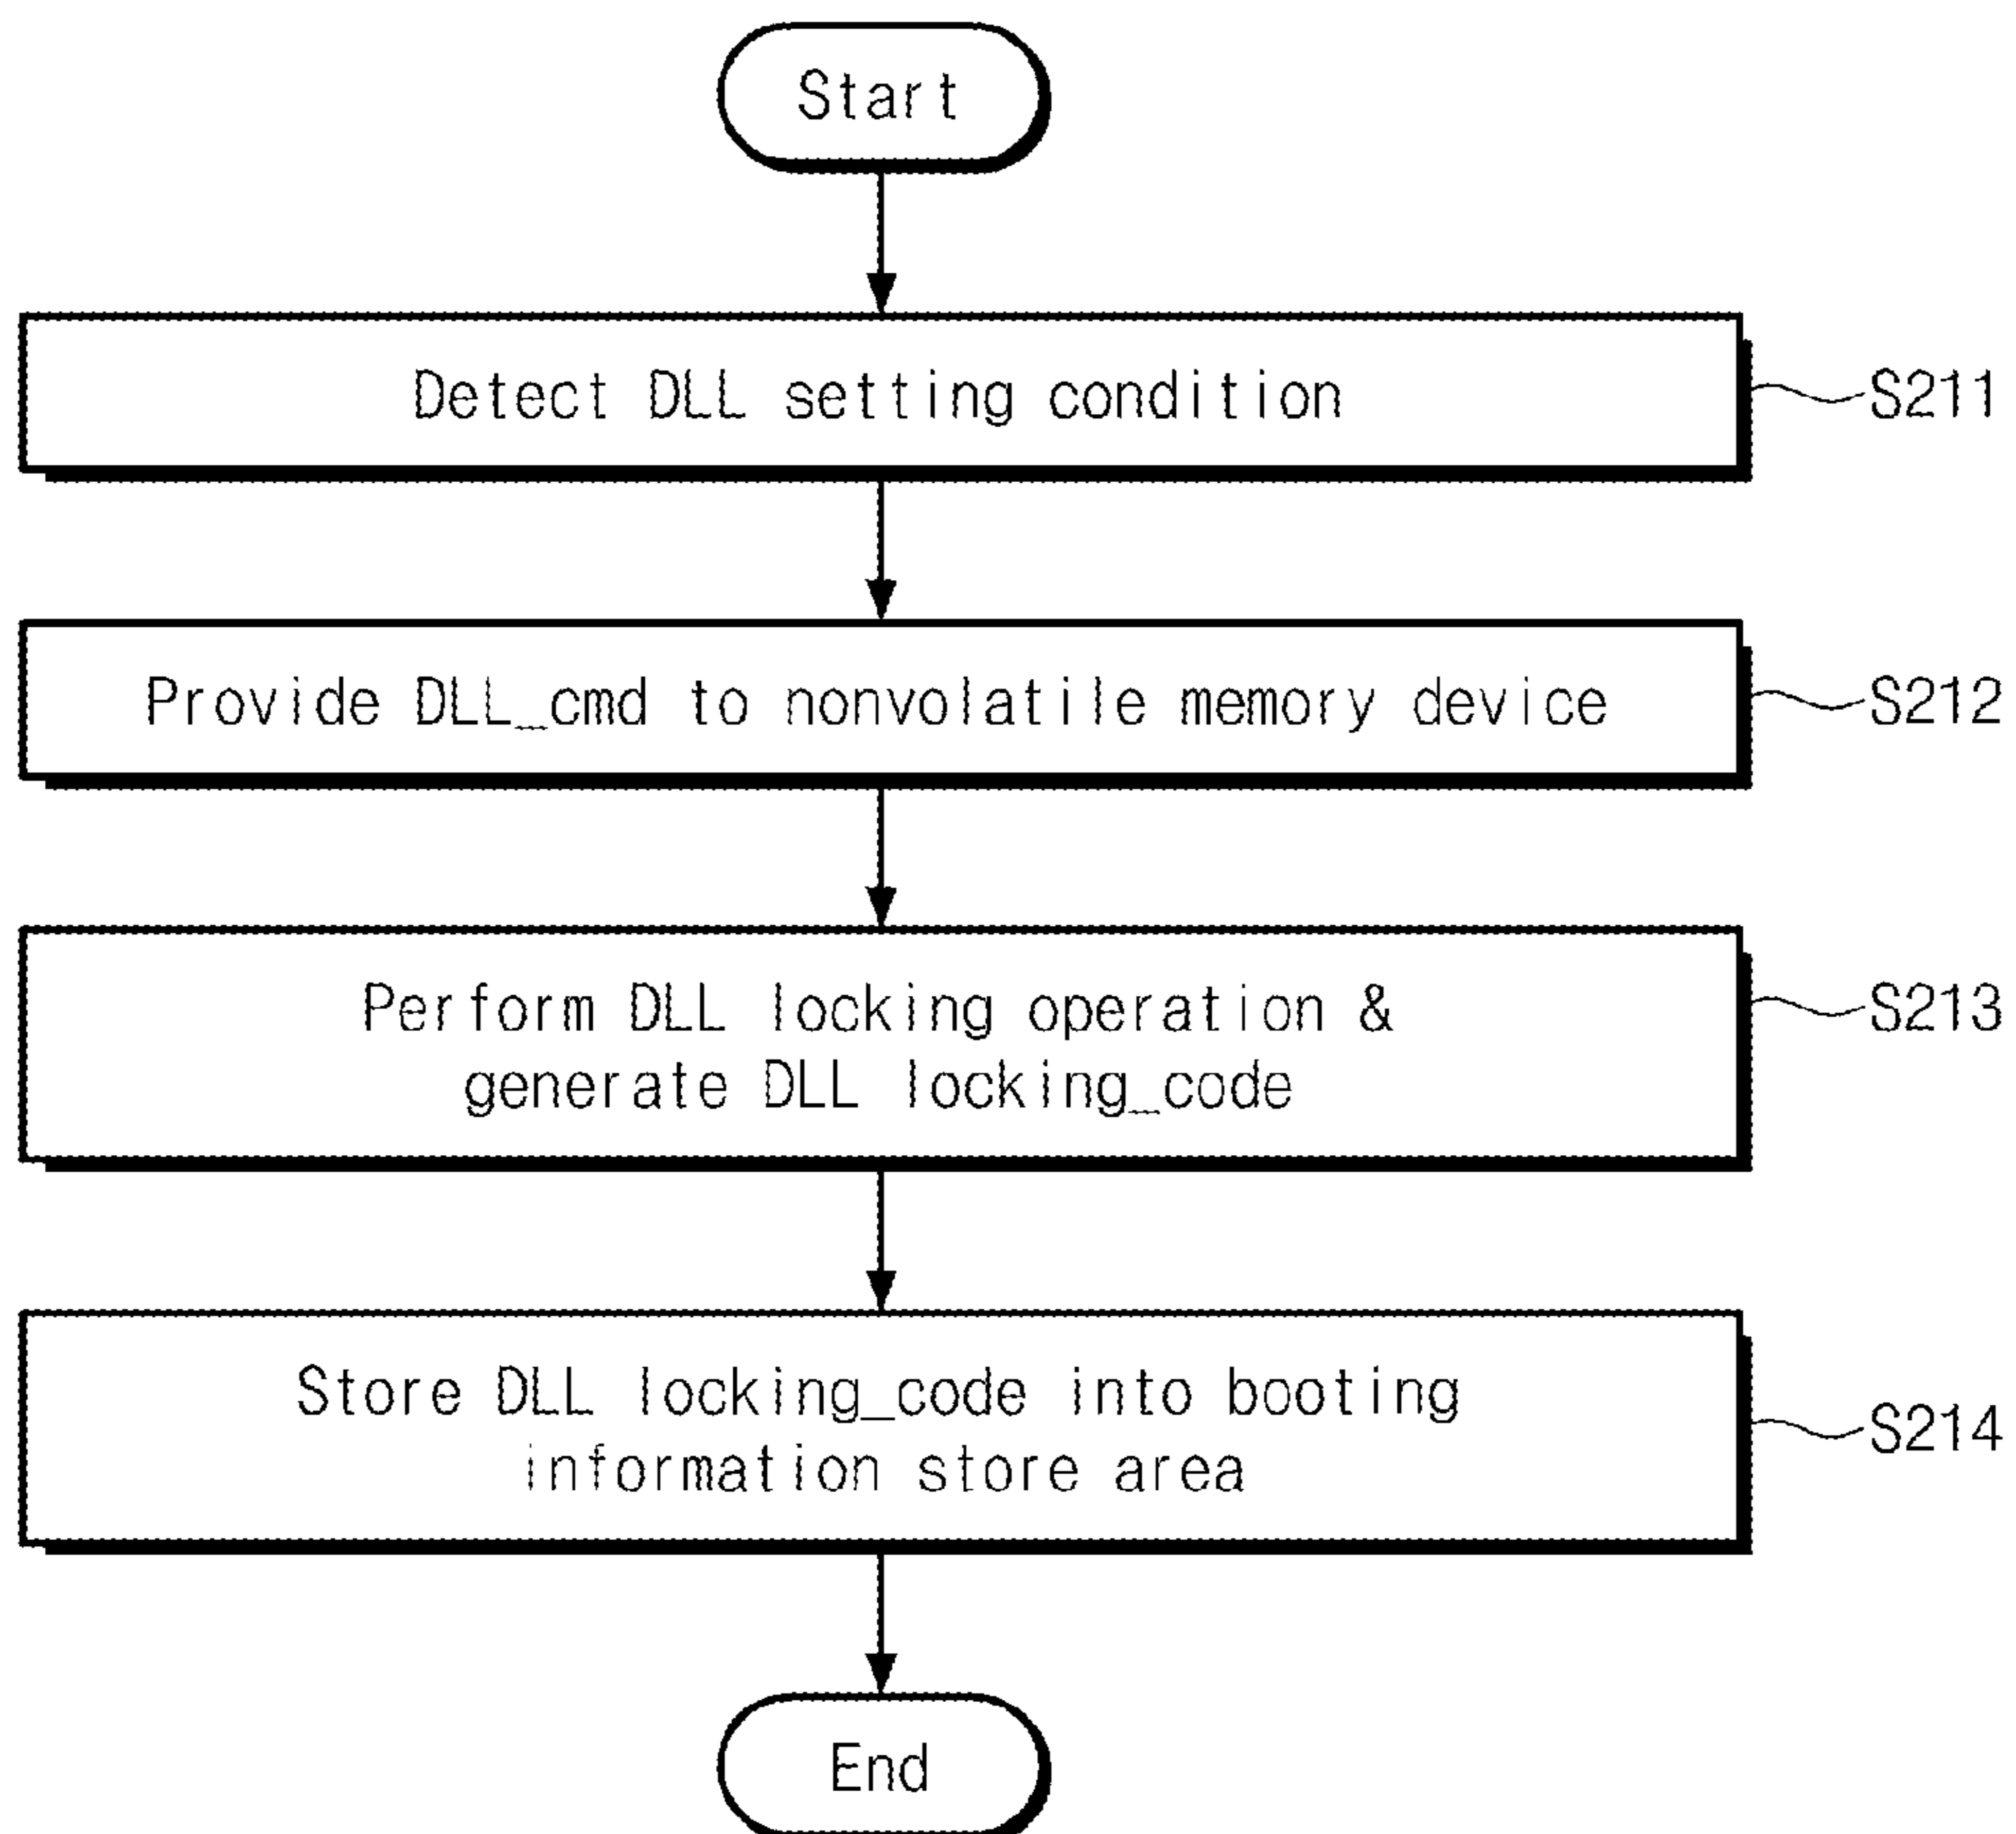 Start
Detect DLL setting condition
S211
Provide DLL_cmd to nonvolatile memory device
S212
Perform DLL locking operation &
generate DLL locking_code
S213
Store DLL locking_code into booting
information store area
S214
End